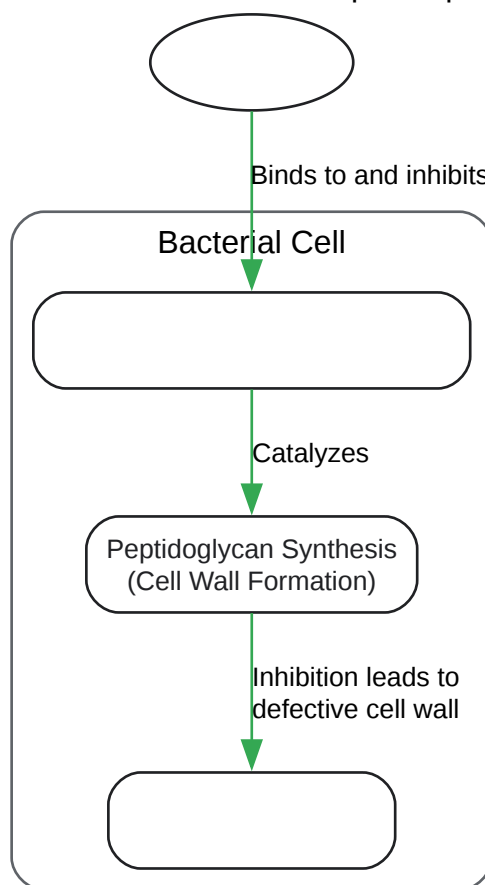 Binds to and inhibits
Bacterial Cell
Catalyzes
Peptidoglycan Synthesis
(Cell Wall Formation)
Inhibition leads to
defective cell wall